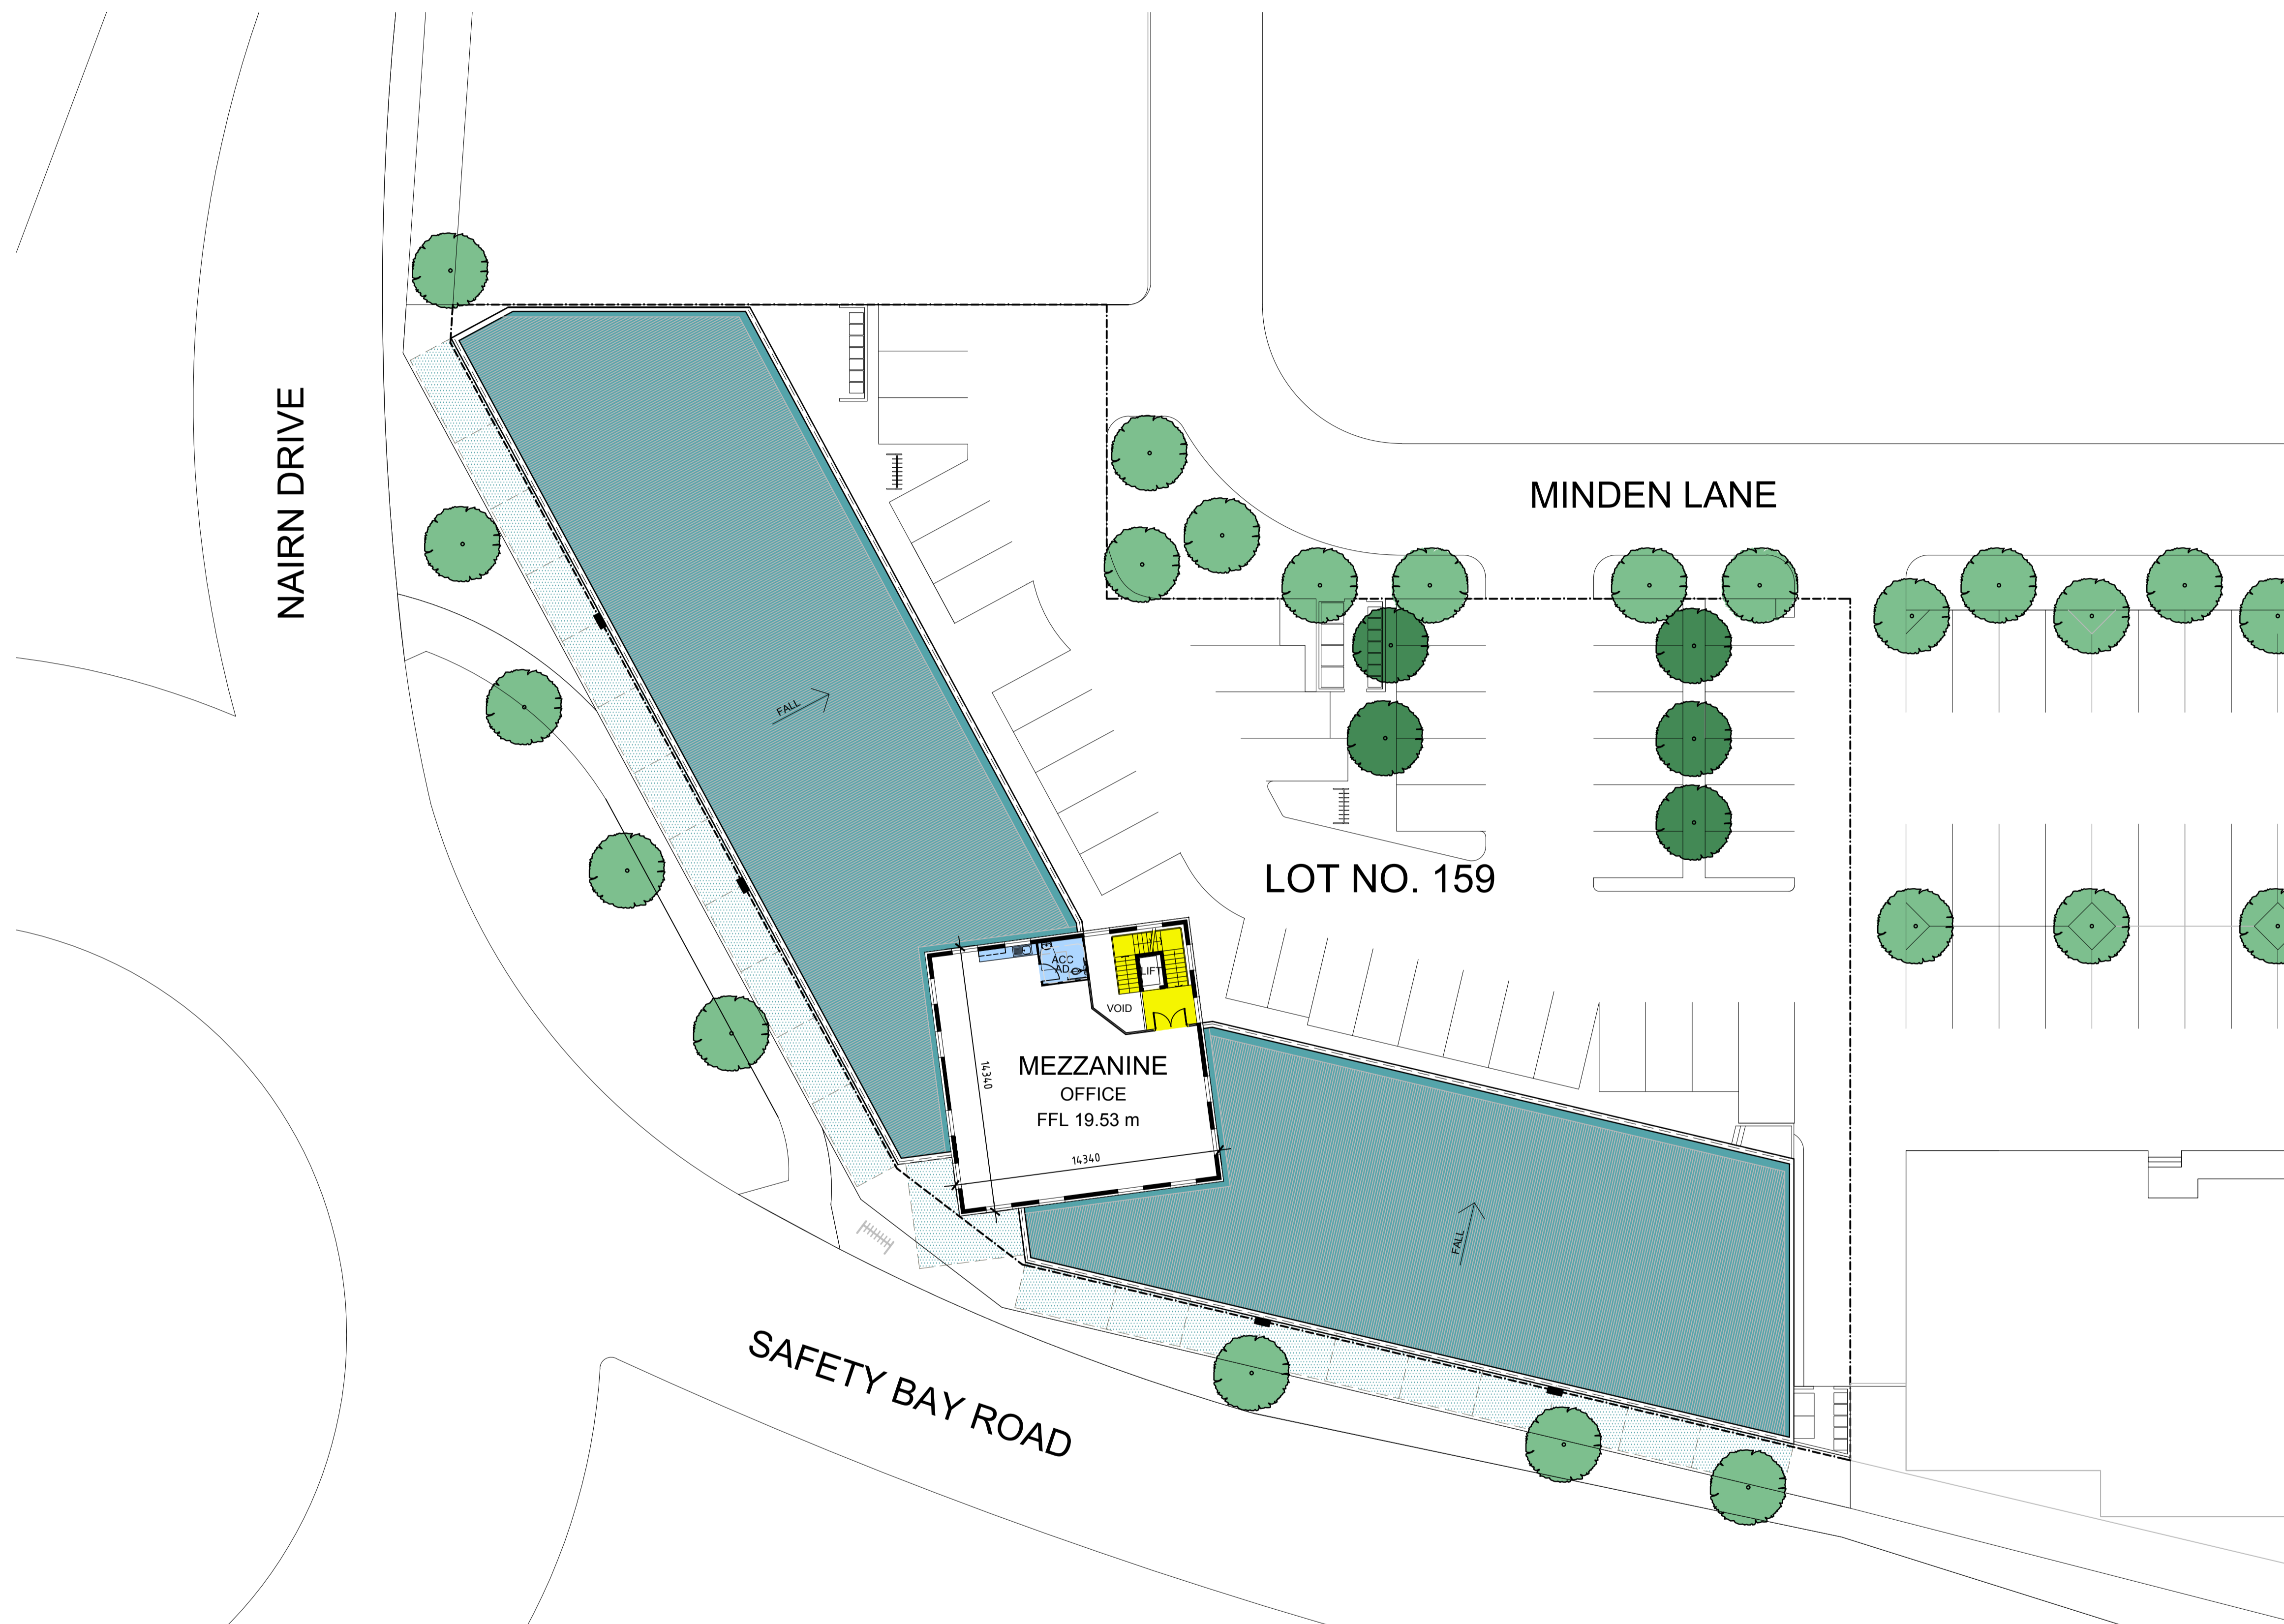 NAIRN DRIVE
MINDEN LANE
FALL
LOT NO. 159
ACC
AD
LIFT
VOID
MEZZANINE
OFFICE
FFL 19.53 m
14340
14340
FALL
SAFETY BAY ROAD